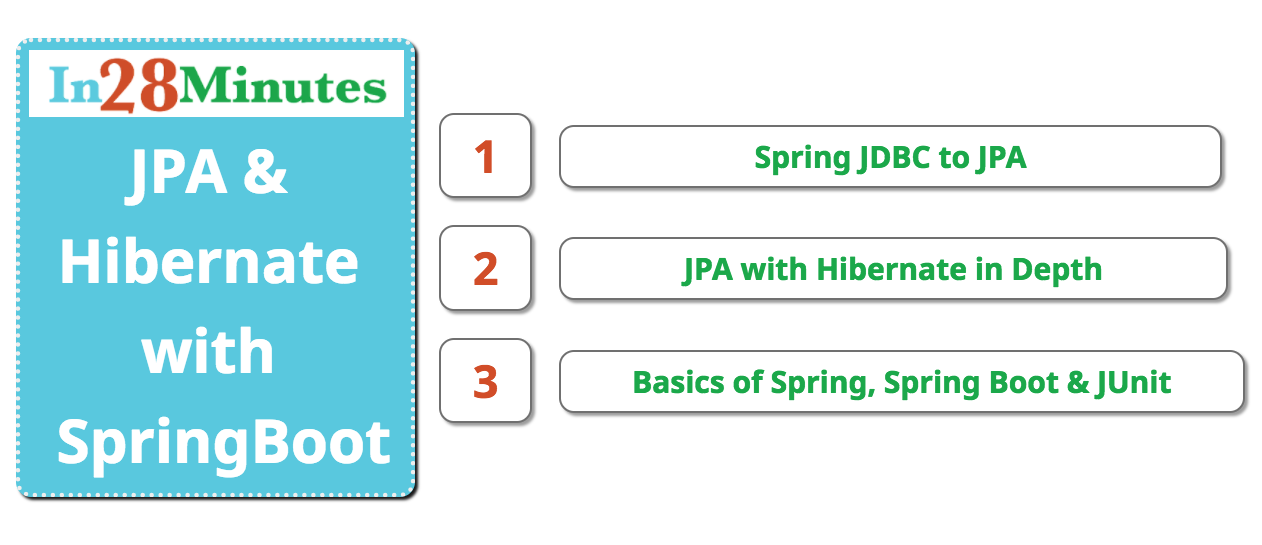 In28Minutes
JPA &
Hibernate
with
SpringBoot
1
Spring JDBC to JPA
2
JPA with Hibernate in Depth
3
Basics of Spring, Spring Boot & JUnit